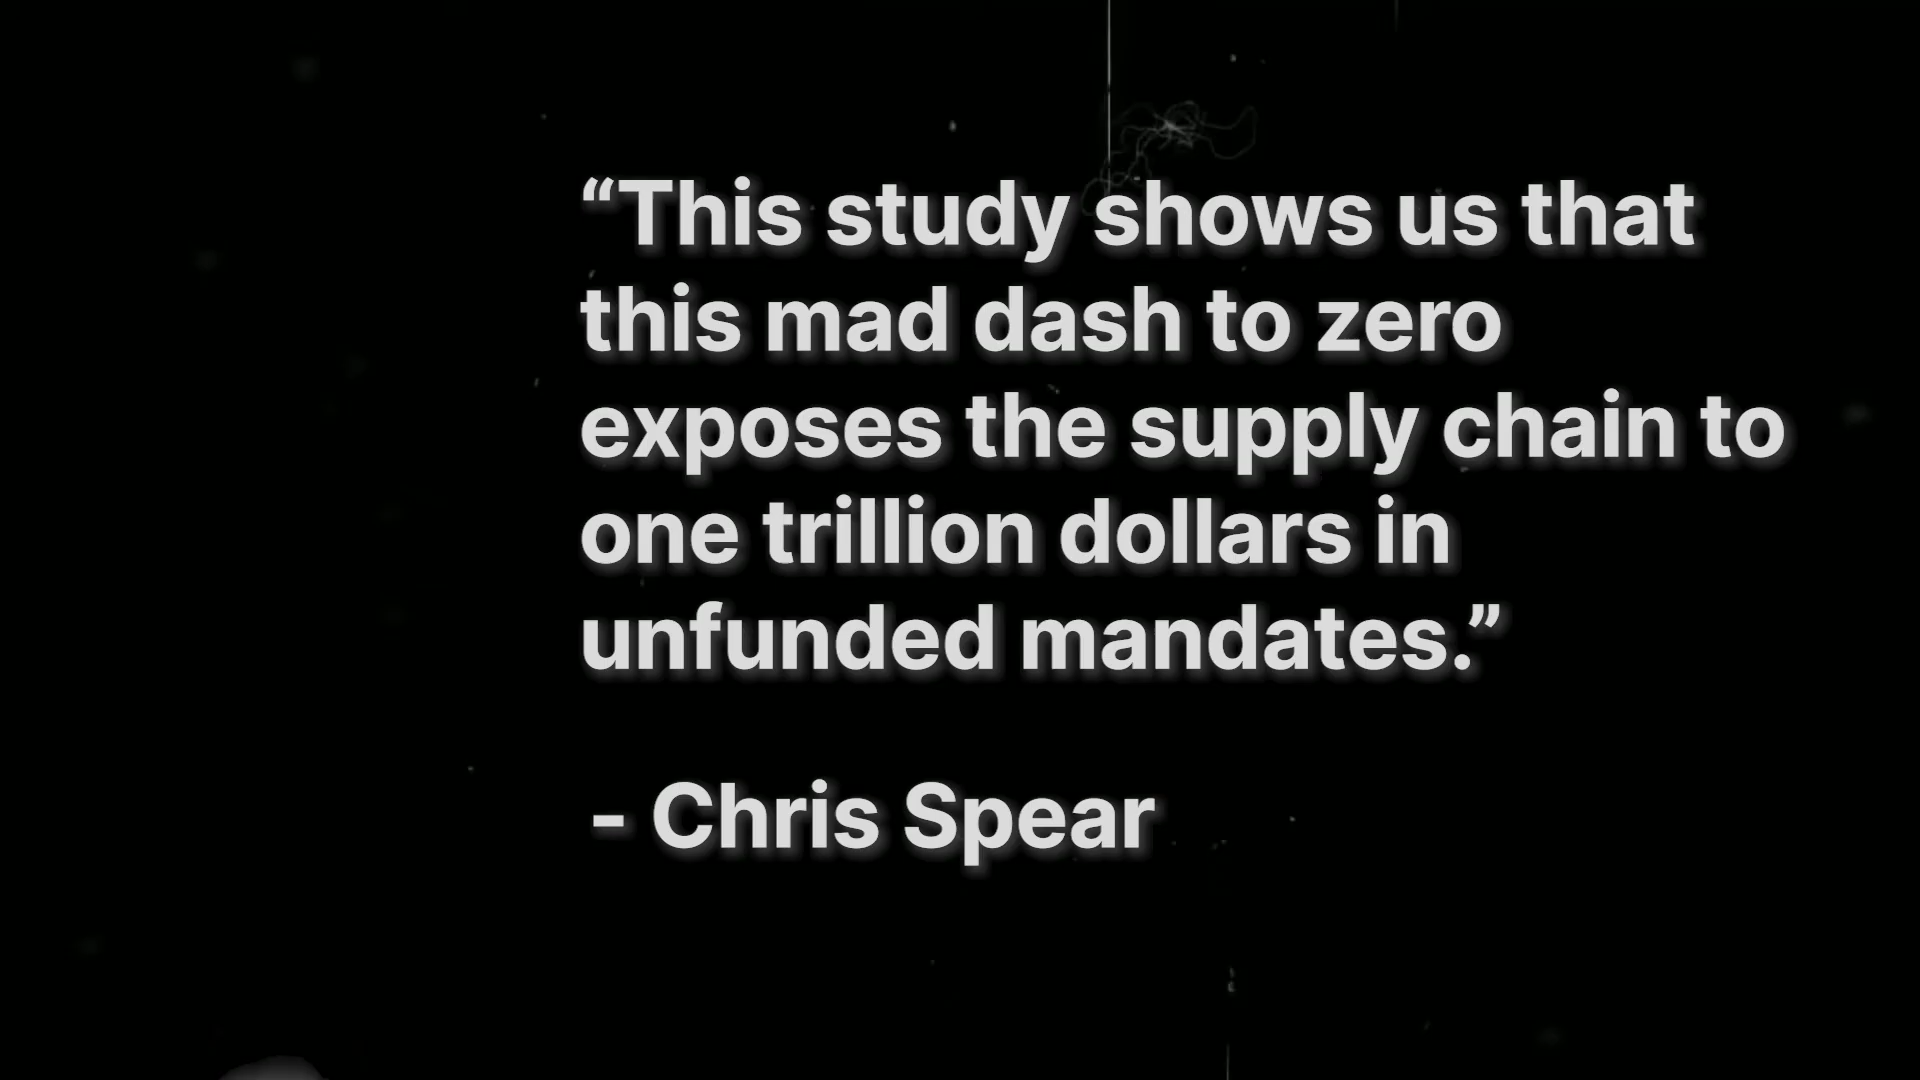 “This study shows us that
this mad dash to zero
exposes the supply chain to
one trillion dollars in
unfunded mandates.”
- Chris Spear